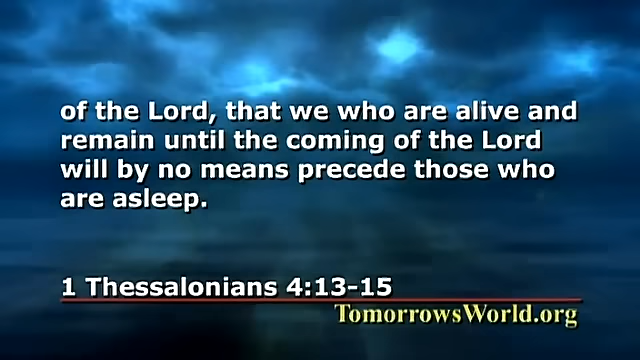 of the Lord, that we who are alive and
remain until the coming of the Lord
will by no means precede those who
are asleep.
1 Thessalonians 4:13-15
TomorrowsWorld.org